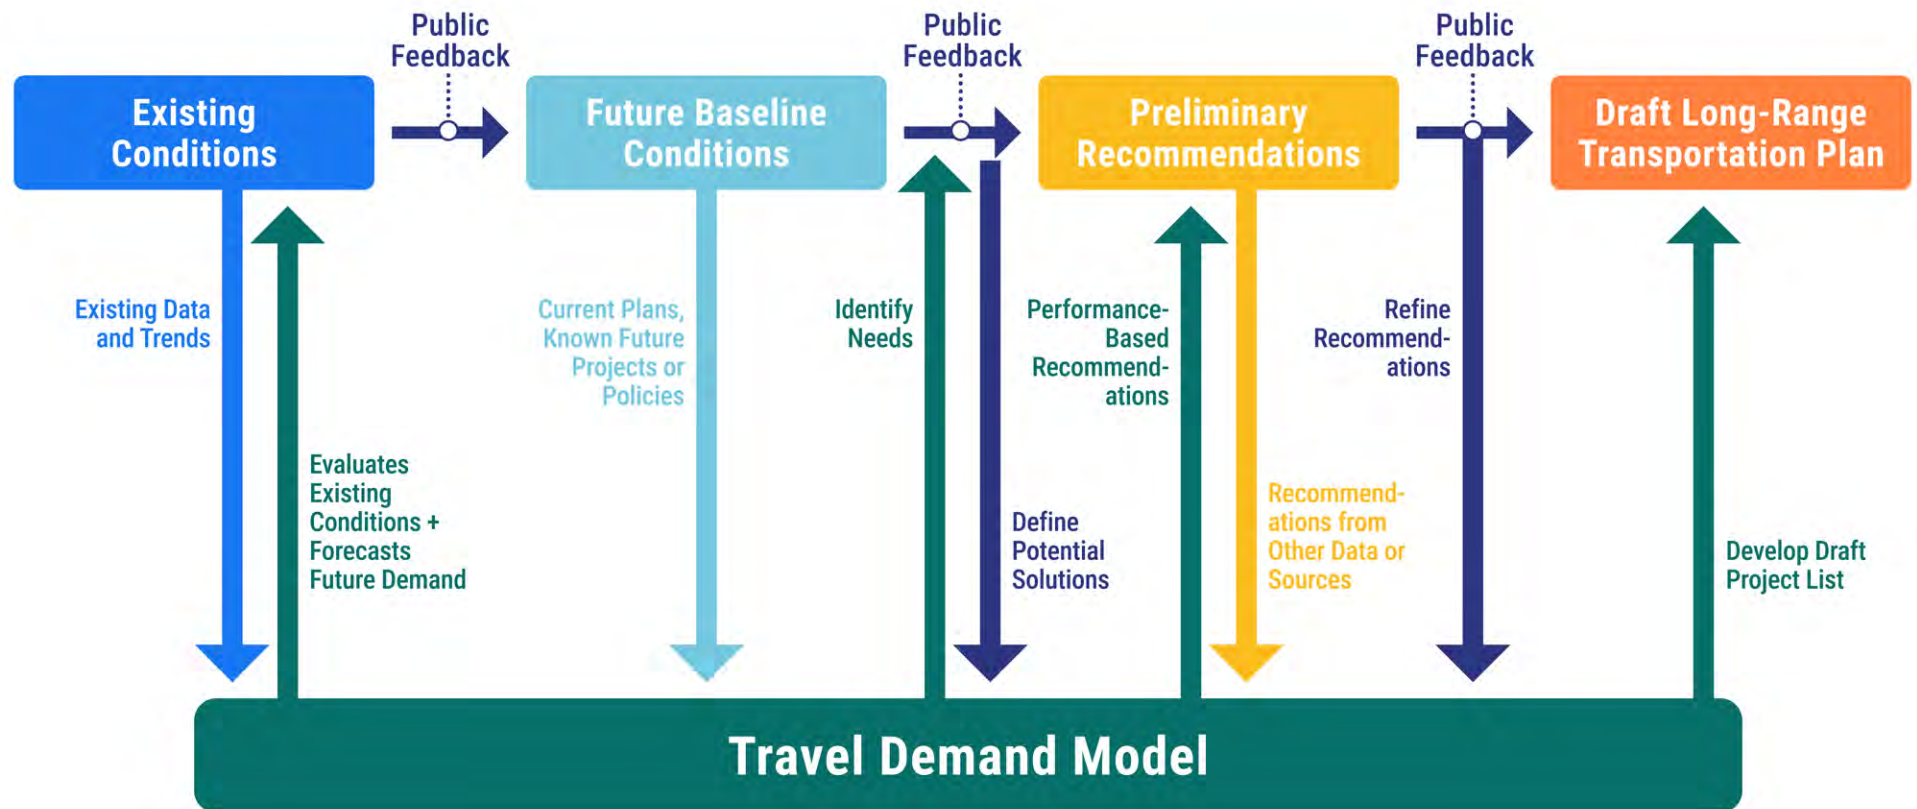 Public
Feedback
Public
Feedback
Public
Feedback
Existing
Conditions
Future Baseline
Conditions
Preliminary
Recommendations
Draft Long-Range
Transportation Plan
Existing Data
and Trends
Evaluates
Existing
Conditions +
Forecasts
Future Demand
Current Plans,
Known Future
Projects or
Policies
Identify
Needs
Define
Potential
Solutions
Performance-
Based
Recommend-
ations
Recommend-
ations from
Other Data or
Sources
Refine
Recommend-
ations
Develop Draft
Project List
Travel Demand Model